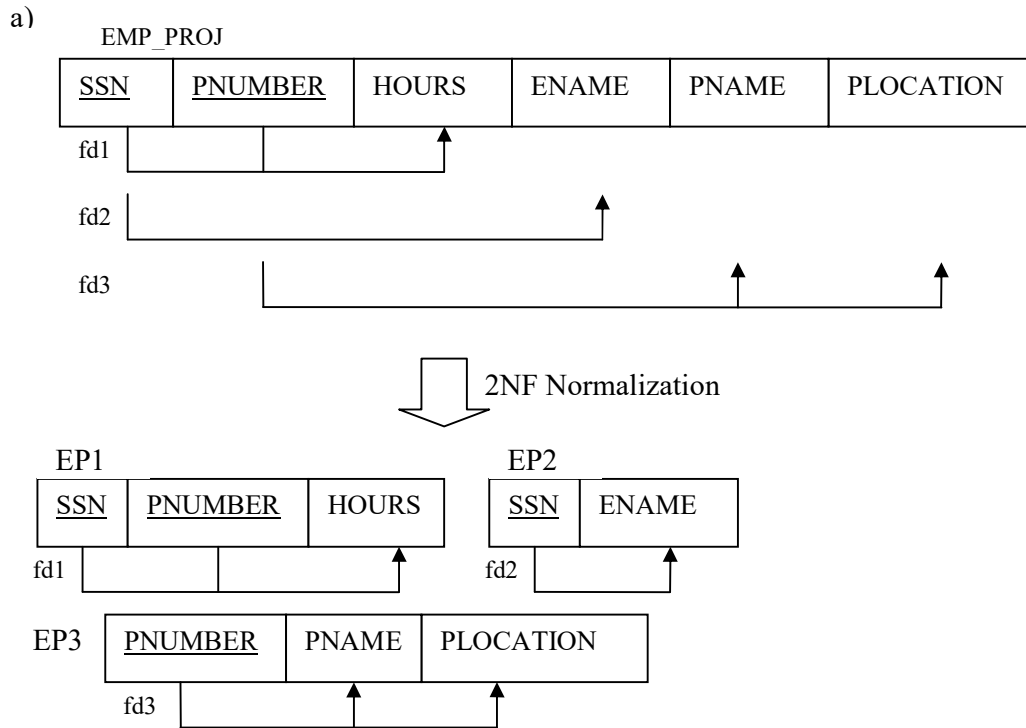 a)
EMP_PROJ
SSN PNUMBER HOURS ENAME PNAME PLOCATION
fd1
fd2
fd3
2NF Normalization
EP1 EP2
SSN PNUMBER HOURS SSN ENAME
fd1 fd2
EP3 PNUMBER PNAME PLOCATION
fd3